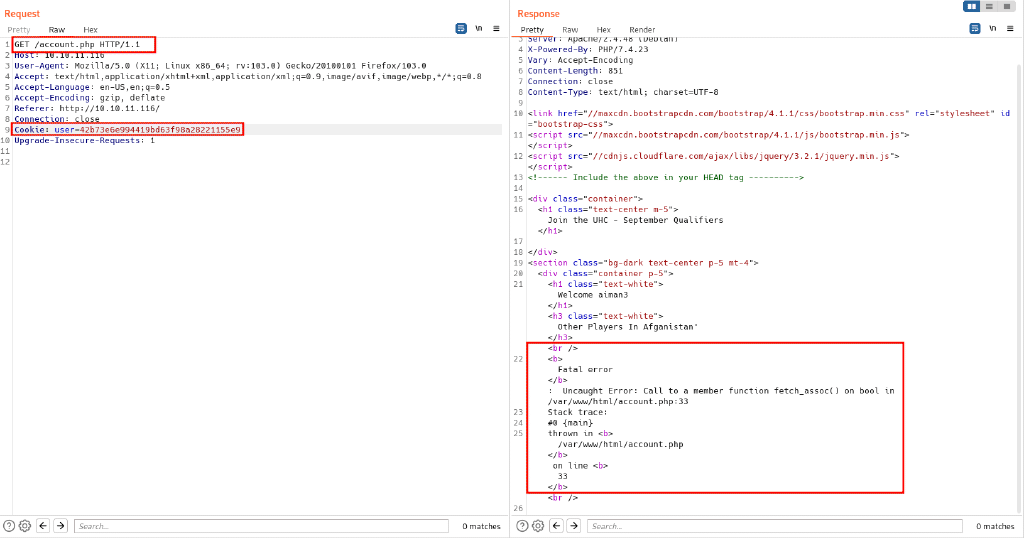 Request
Pretty Raw Hex
\n
1 GET /account.php HTTP/1.1
2 Host: 10.10.11.116
3 User-Agent: Mozilla/5.0 (X11; Linux x86_64; rv:103.0) Gecko/20100101 Firefox/103.0
4 Accept: text/html,application/xhtml+xml,application/xml;q=0.9,image/avif,image/webp,*/*;q=0.8
5 Accept-Language: en-US,en;q=0.5
6 Accept-Encoding: gzip, deflate
7 Referer: http://10.10.11.116/
8 Connection: close
9 Cookie: user=42b73e6e994419bd63f98a28221155e9
10 Upgrade-Insecure-Requests: 1
11
12
Search...
0 matches
Response
Pretty Raw Hex Render
\n
3 Server: Apache/2.4.48 (Debian)
4 X-Powered-By: PHP/7.4.23
5 Vary: Accept-Encoding
6 Content-Length: 851
7 Connection: close
8 Content-Type: text/html; charset=UTF-8
9
10 <link href="//maxcdn.bootstrapcdn.com/bootstrap/4.1.1/css/bootstrap.min.css" rel="stylesheet" id
="bootstrap-css">
11 <script src="//maxcdn.bootstrapcdn.com/bootstrap/4.1.1/js/bootstrap.min.js">
</script>
12 <script src="//cdnjs.cloudflare.com/ajax/libs/jquery/3.2.1/jquery.min.js">
</script>
13 <!------ Include the above in your HEAD tag ---------->
14
15 <div class="container">
16 <h1 class="text-center m-5">
Join the UHC - September Qualifiers
</h1>
17
18 </div>
19 <section class="bg-dark text-center p-5 mt-4">
20 <div class="container p-5">
21 <h1 class="text-white">
Welcome aiman3
</h1>
<h3 class="text-white">
Other Players In Afganistan'
</h3>
<br />
22 <b>
Fatal error
</b>
: Uncaught Error: Call to a member function fetch_assoc() on bool in
/var/www/html/account.php:33
23 Stack trace:
24 #0 {main}
25 thrown in <b>
/var/www/html/account.php
</b>
on line <b>
33
</b>
<br />
26
Search...
0 matches